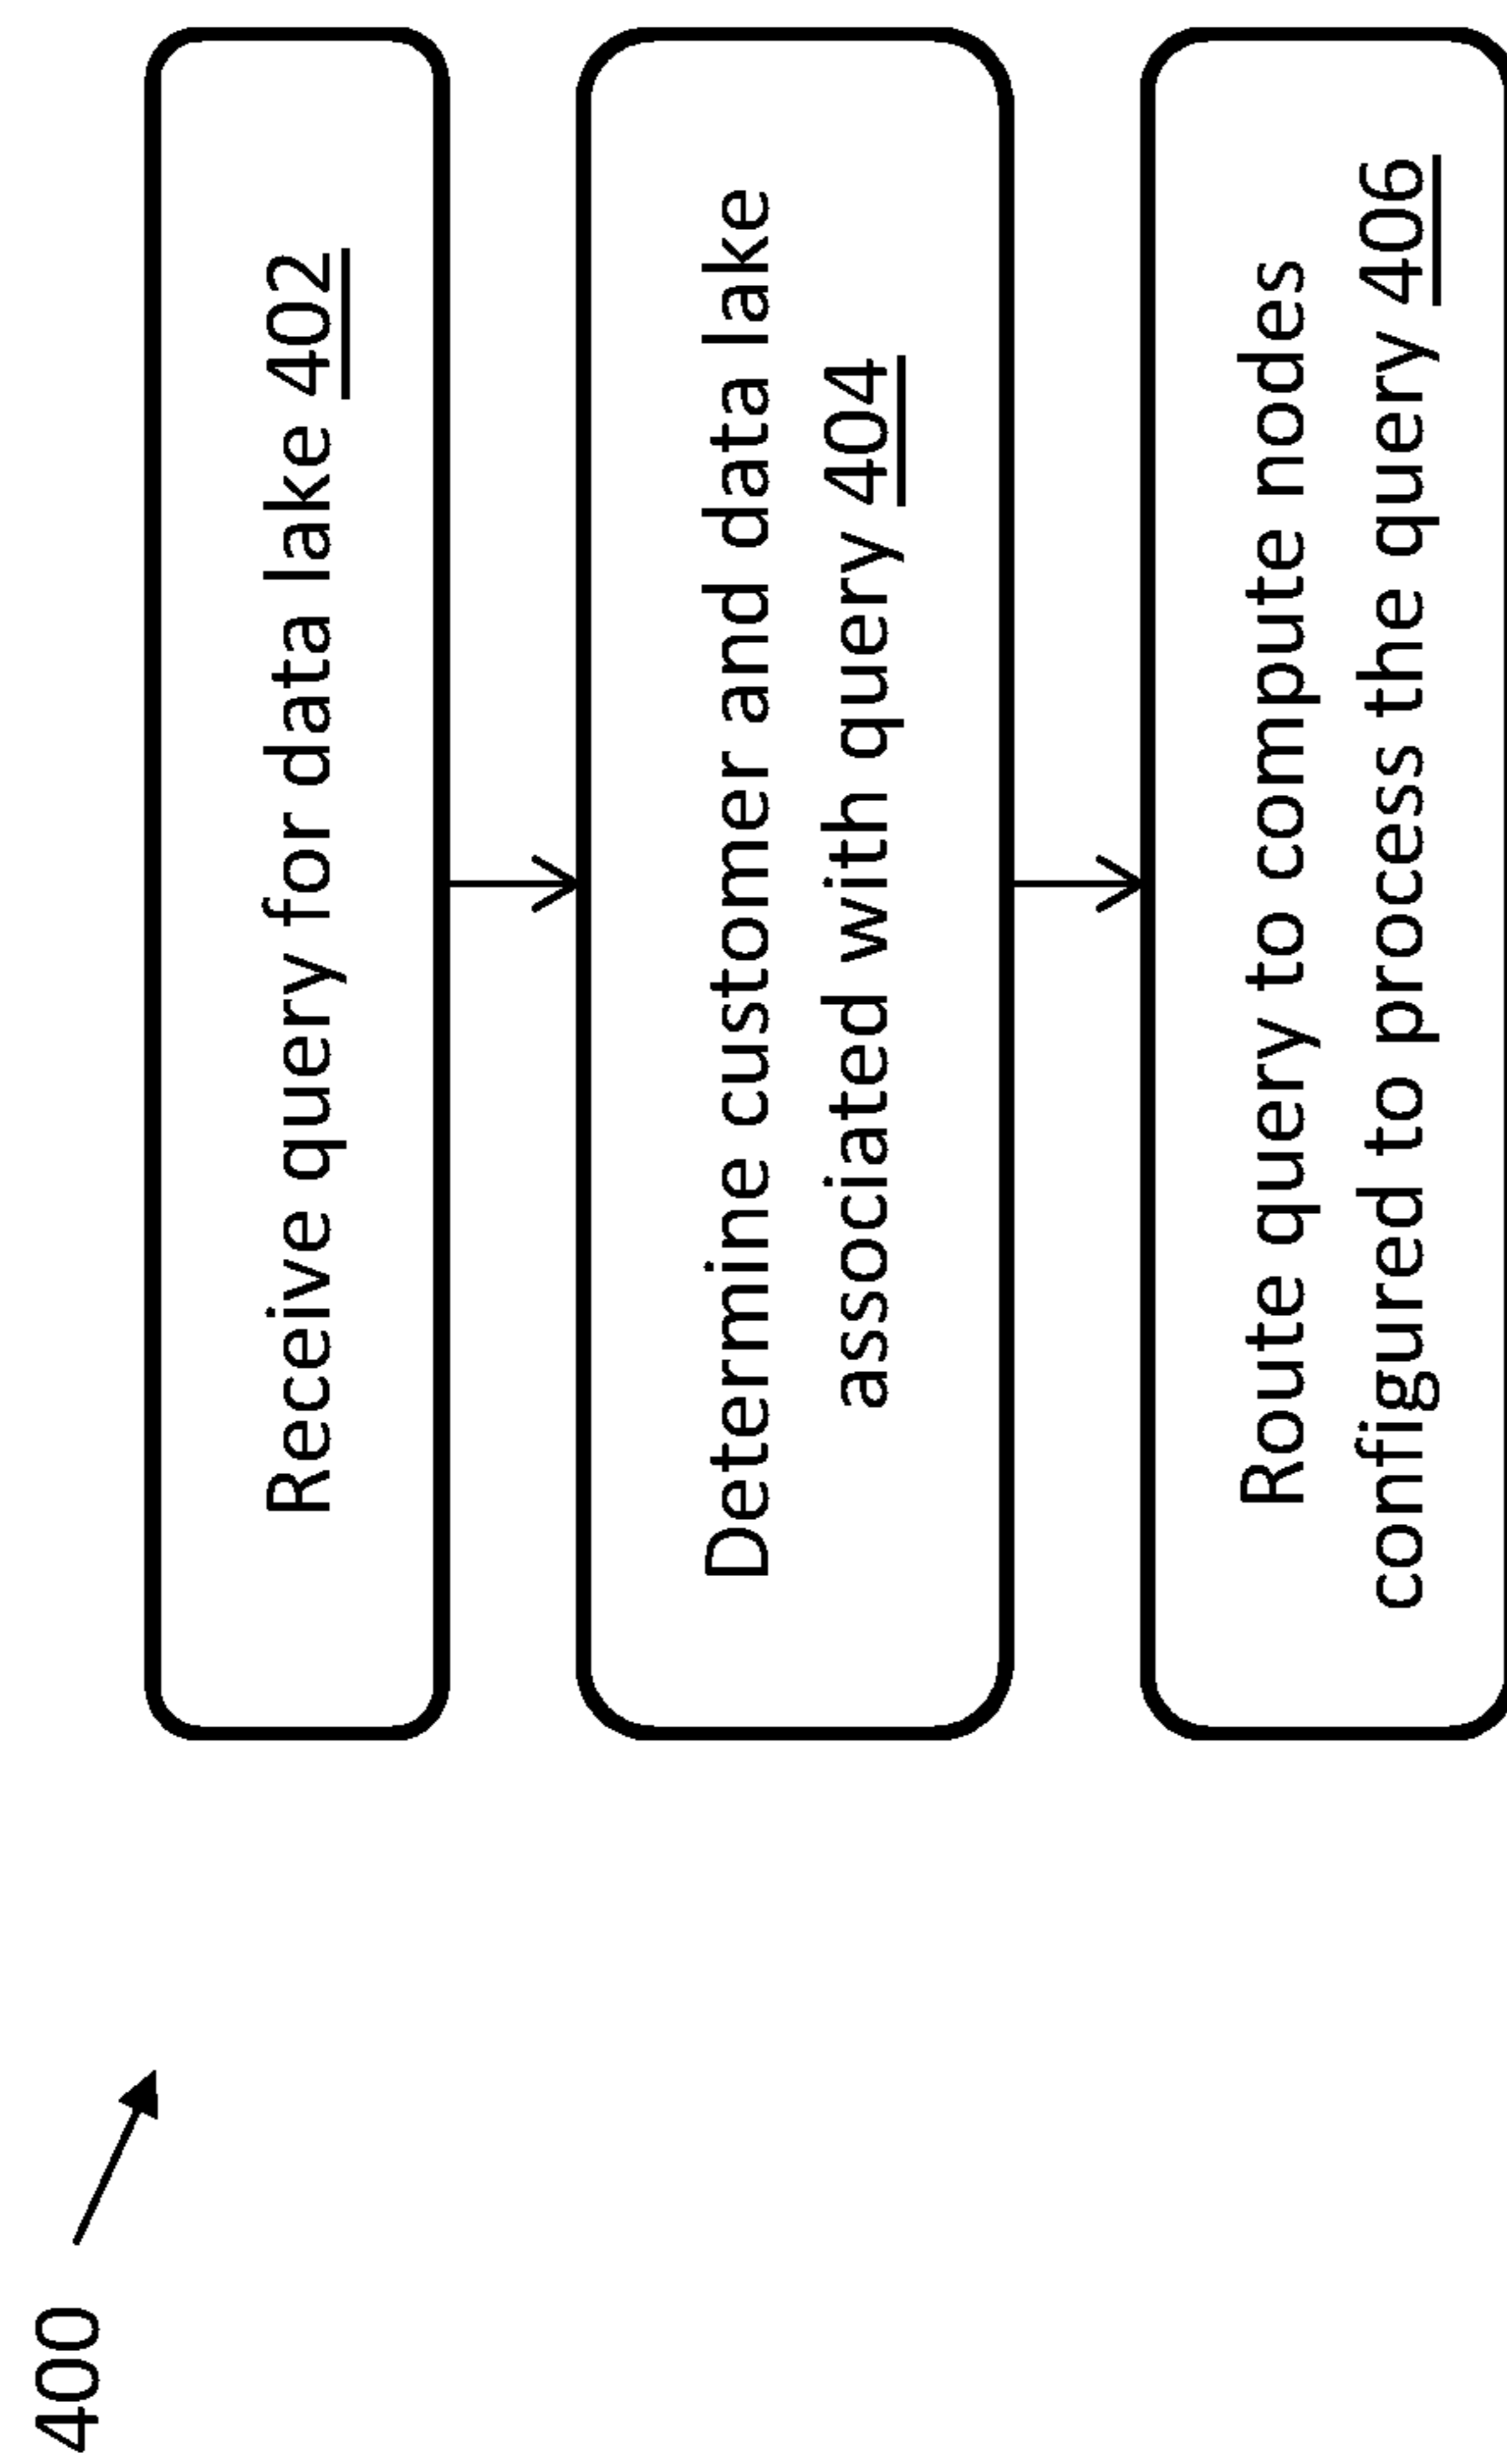 400
Receive query for data lake 402
Determine customer and data lake
associated with query 404
Route query to compute nodes
configured to process the query 406